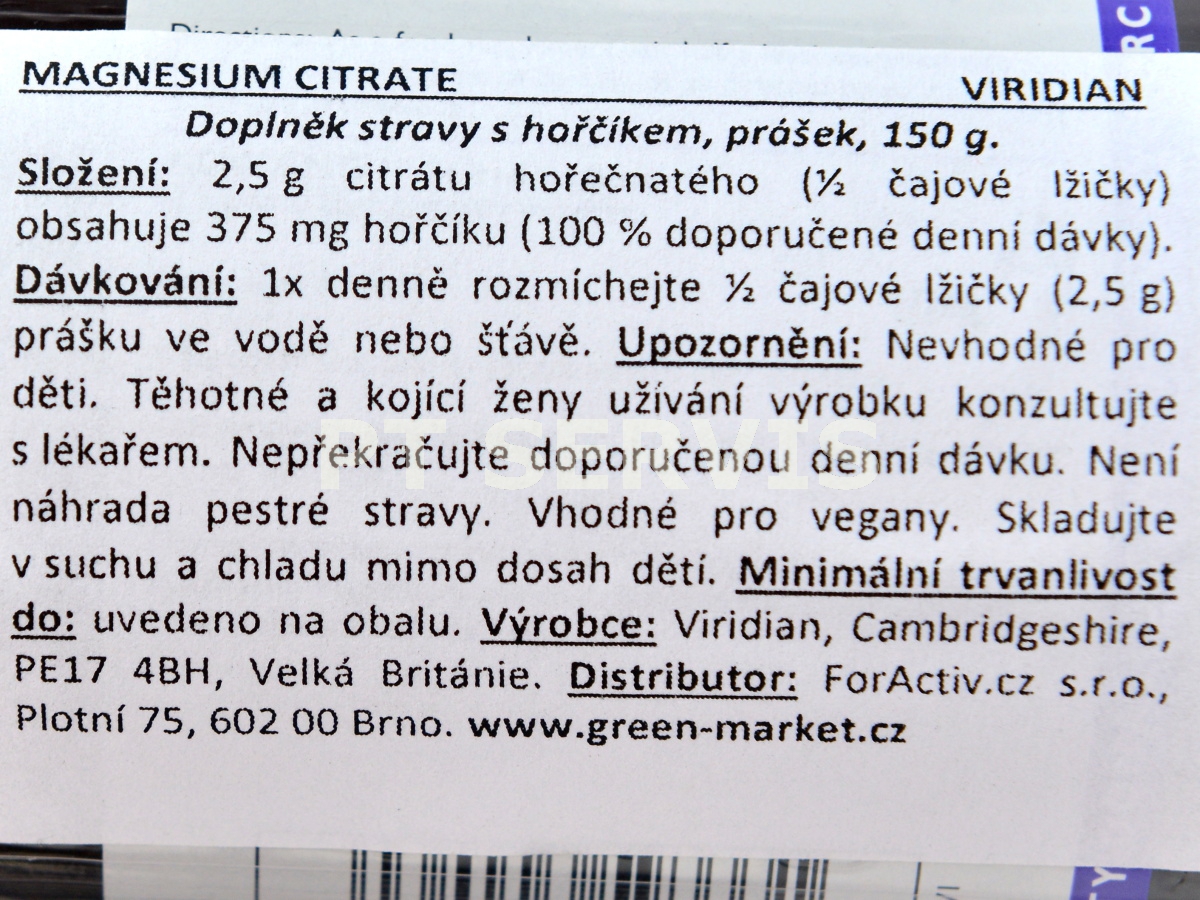 MAGNESIUM CITRATE VIRIDIAN
Doplněk stravy s hořčíkem, prášek, 150 g.
Složení: 2,5 g citrátu hořečnatého (½ čajové lžičky)
obsahuje 375 mg hořčíku (100 % doporučené denní dávky).
Dávkování: 1x denně rozmíchejte ½ čajové lžičky (2,5 g)
prášku ve vodě nebo šťávě. Upozornění: Nevhodné pro
děti. Těhotné a kojící ženy užívání výrobku konzultujte
s lékařem. Nepřekračujte doporučenou denní dávku. Není
náhrada pestré stravy. Vhodné pro vegany. Skladujte
v suchu a chladu mimo dosah dětí. Minimální trvanlivost
do: uvedeno na obalu. Výrobce: Viridian, Cambridgeshire,
PE17 4BH, Velká Británie. Distributor: ForActiv.cz s.r.o.,
Plotní 75, 602 00 Brno. www.green-market.cz
PT SERVIS